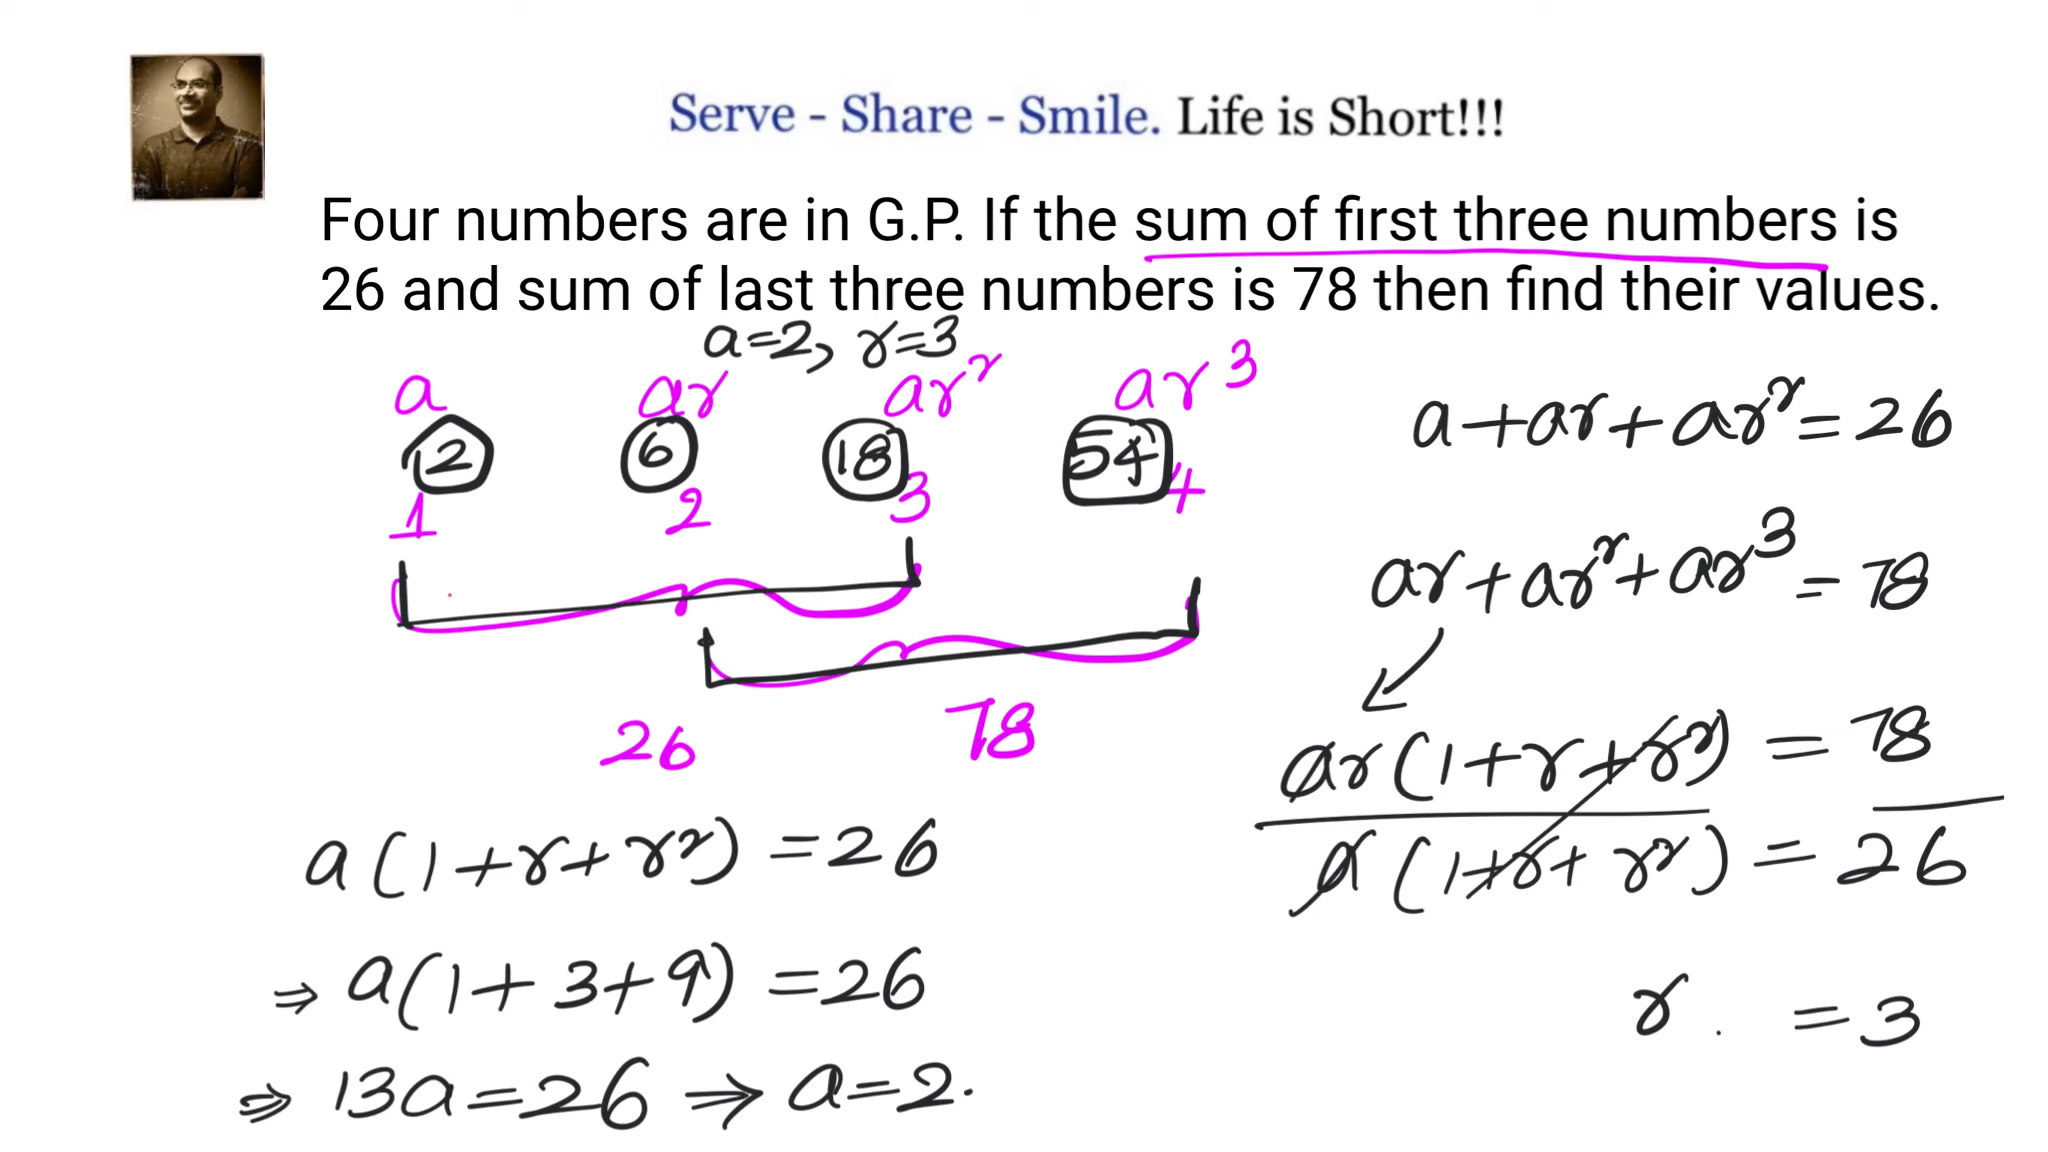 Serve - Share - Smile. Life is Short!!!
Four numbers are in G.P. If the sum of first three numbers is
26 and sum of last three numbers is 78 then find their values.
a=2, r=3
a ar ar² ar³
2 6 18 54
1 2 3 4
26 78
a(1+r+r²) =26
⇒ a(1+3+9) =26
⇒ 13a=26 ⇒ a=2.
a+ar+ar²=26
ar+ar²+ar³=78
ar(1+r+r²) = 78
a(1+r+r²) = 26
r = 3